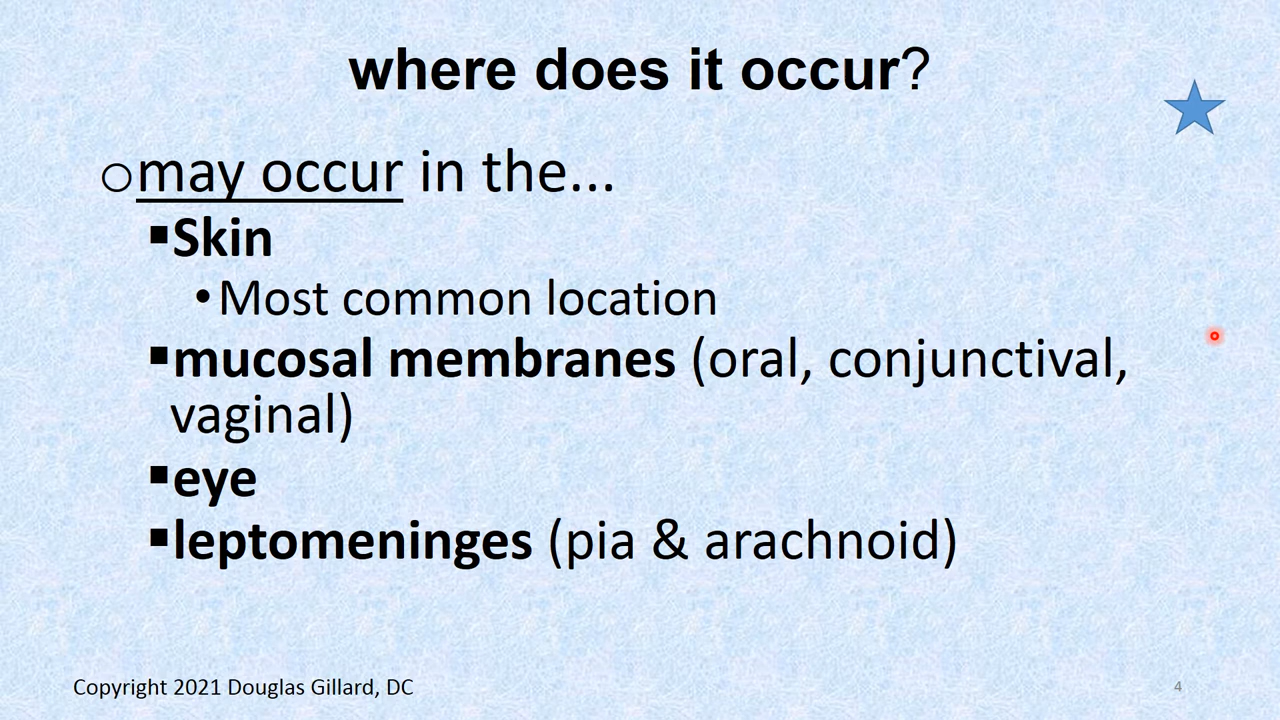 where does it occur?
○may occur in the...
▪Skin
•Most common location
▪mucosal membranes (oral, conjunctival,
vaginal)
▪eye
▪leptomeninges (pia & arachnoid)
Copyright 2021 Douglas Gillard, DC
4